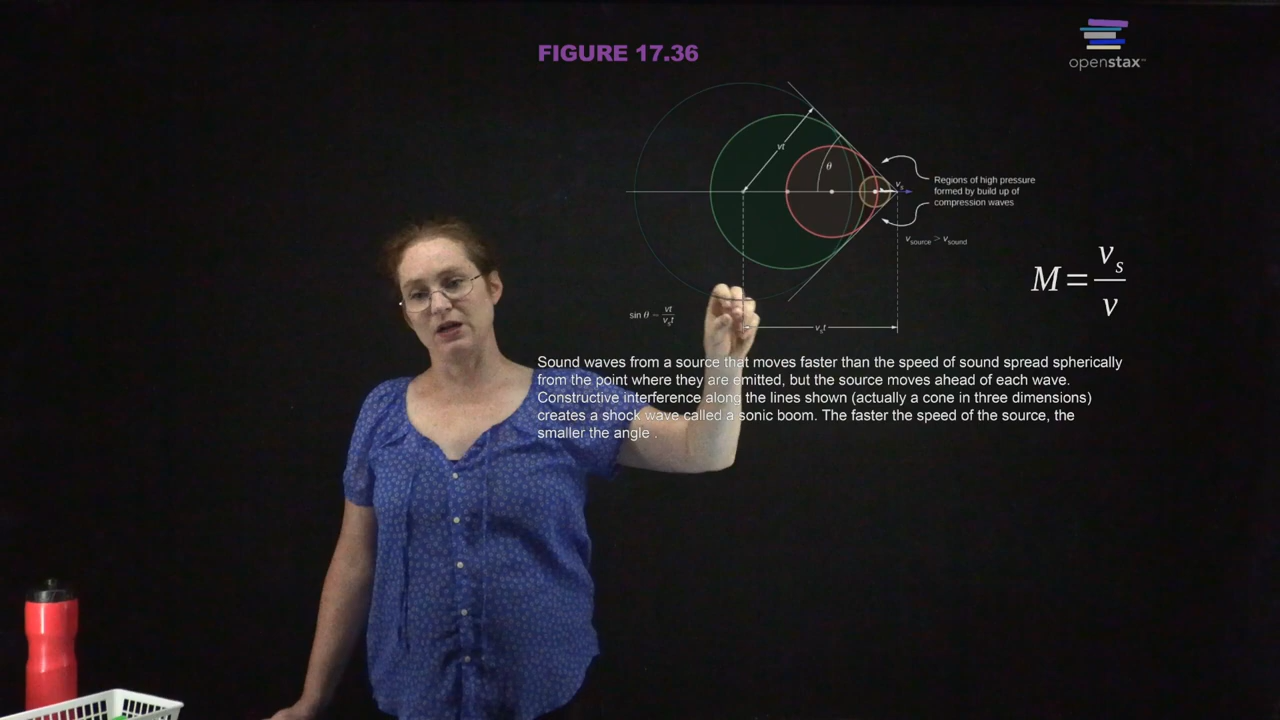 FIGURE 17.36
openstax™
vt
θ
vs
Regions of high pressure
formed by build up of
compression waves
vsource > vsound
M = vs/v
sin θ = vt/vst
vst
Sound waves from a source that moves faster than the speed of sound spread spherically
from the point where they are emitted, but the source moves ahead of each wave.
Constructive interference along the lines shown (actually a cone in three dimensions)
creates a shock wave called a sonic boom. The faster the speed of the source, the
smaller the angle .